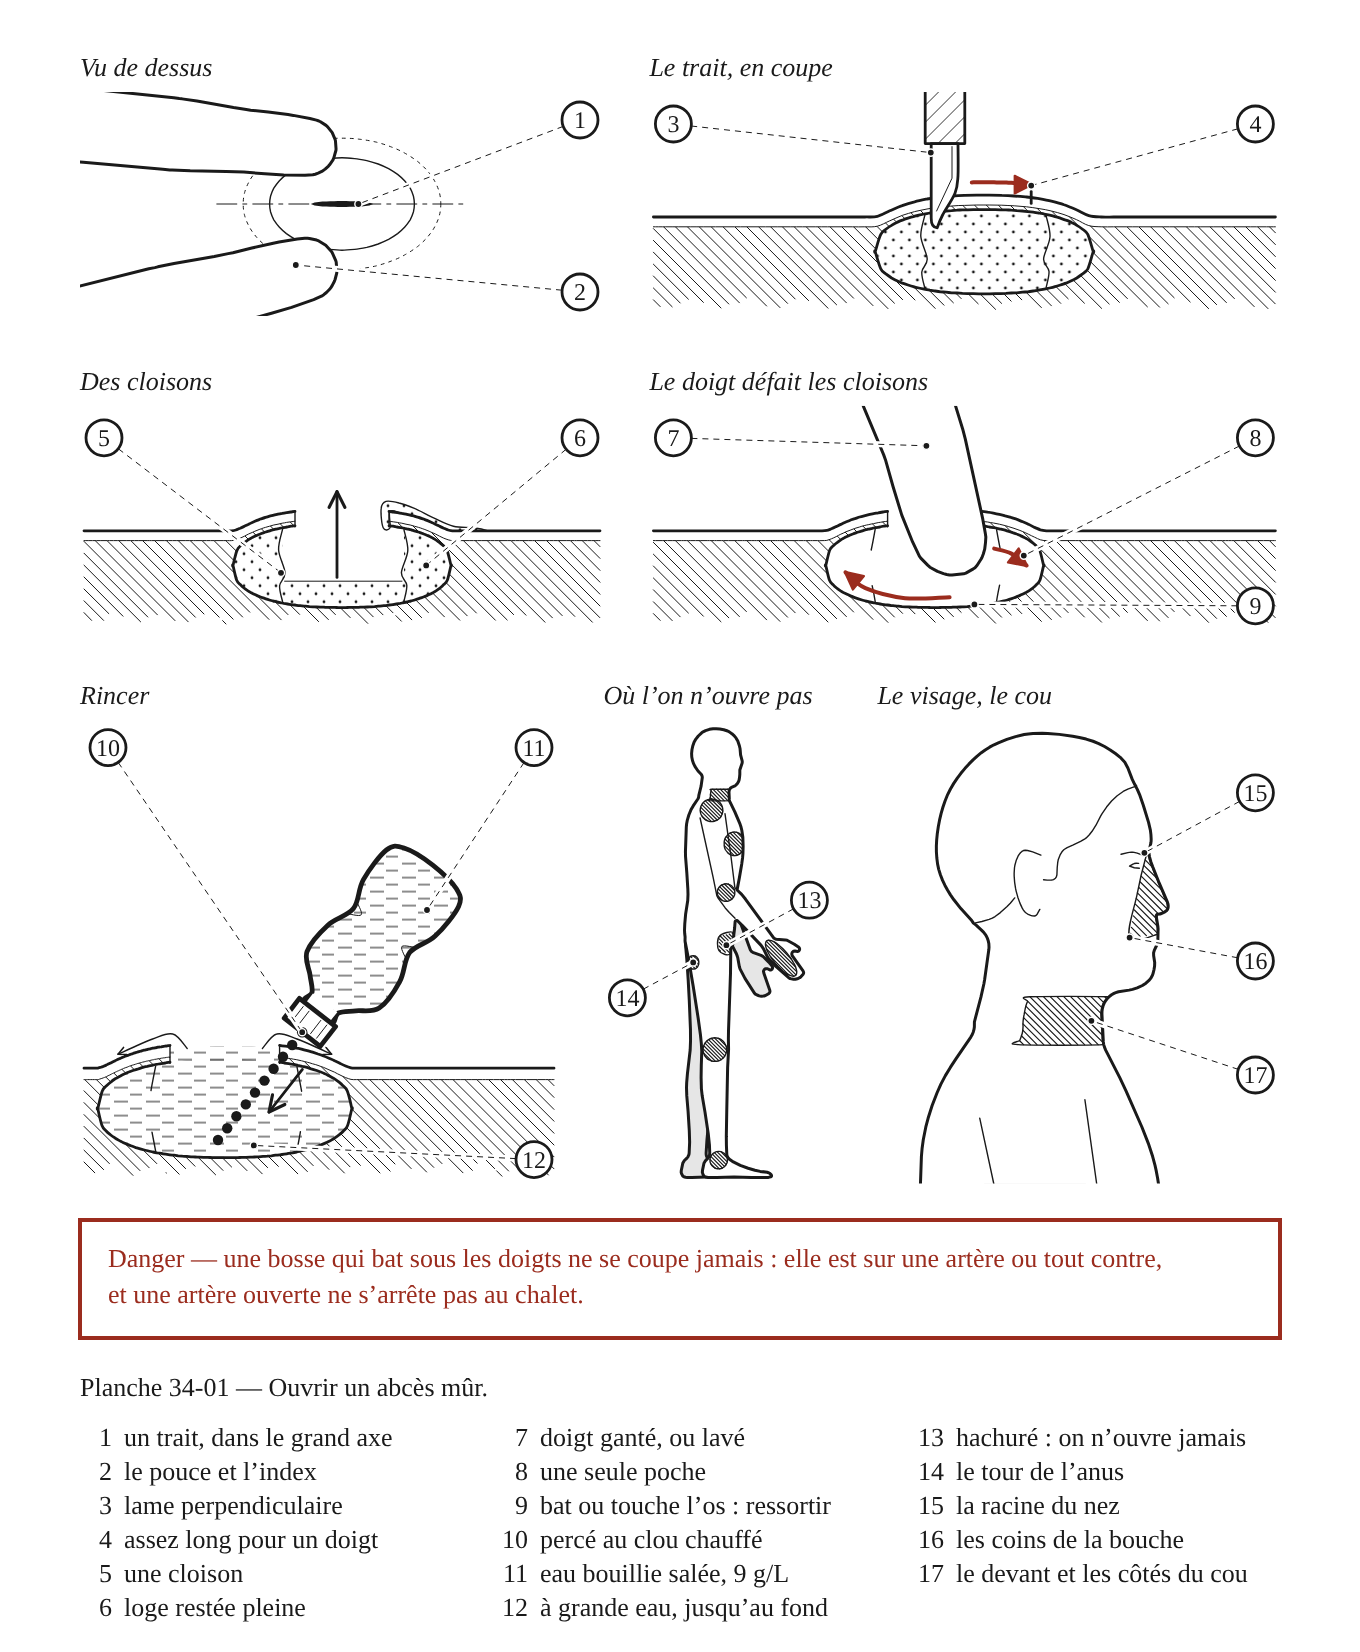 Vu de dessus
Le trait, en coupe
1
3
4
2
Des cloisons
Le doigt défait les cloisons
5
6
7
8
9
Rincer
Où l’on n’ouvre pas
Le visage, le cou
10
11
15
13
16
14
17
12
Danger — une bosse qui bat sous les doigts ne se coupe jamais : elle est sur une artère ou tout contre,
et une artère ouverte ne s’arrête pas au chalet.
Planche 34-01 — Ouvrir un abcès mûr.
1 un trait, dans le grand axe
2 le pouce et l’index
3 lame perpendiculaire
4 assez long pour un doigt
5 une cloison
6 loge restée pleine
7 doigt ganté, ou lavé
8 une seule poche
9 bat ou touche l’os : ressortir
10 percé au clou chauffé
11 eau bouillie salée, 9 g/L
12 à grande eau, jusqu’au fond
13 hachuré : on n’ouvre jamais
14 le tour de l’anus
15 la racine du nez
16 les coins de la bouche
17 le devant et les côtés du cou